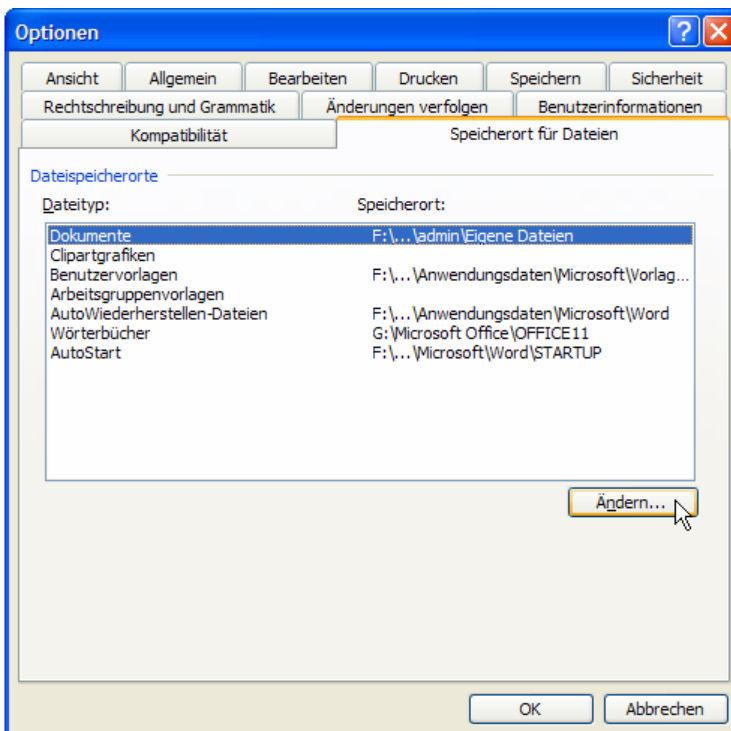 Optionen
Ansicht Allgemein Bearbeiten Drucken Speichern Sicherheit
Rechtschreibung und Grammatik Änderungen verfolgen Benutzerinformationen
Kompatibilität Speicherort für Dateien
Dateispeicherorte
Dateityp: Speicherort:
Dokumente F:\...\admin\Eigene Dateien
Clipartgrafiken
Benutzervorlagen F:\...\Anwendungsdaten\Microsoft\Vorlag...
Arbeitsgruppenvorlagen
AutoWiederherstellen-Dateien F:\...\Anwendungsdaten\Microsoft\Word
Wörterbücher G:\Microsoft Office\OFFICE11
AutoStart F:\...\Microsoft\Word\STARTUP
Ändern...
OK Abbrechen